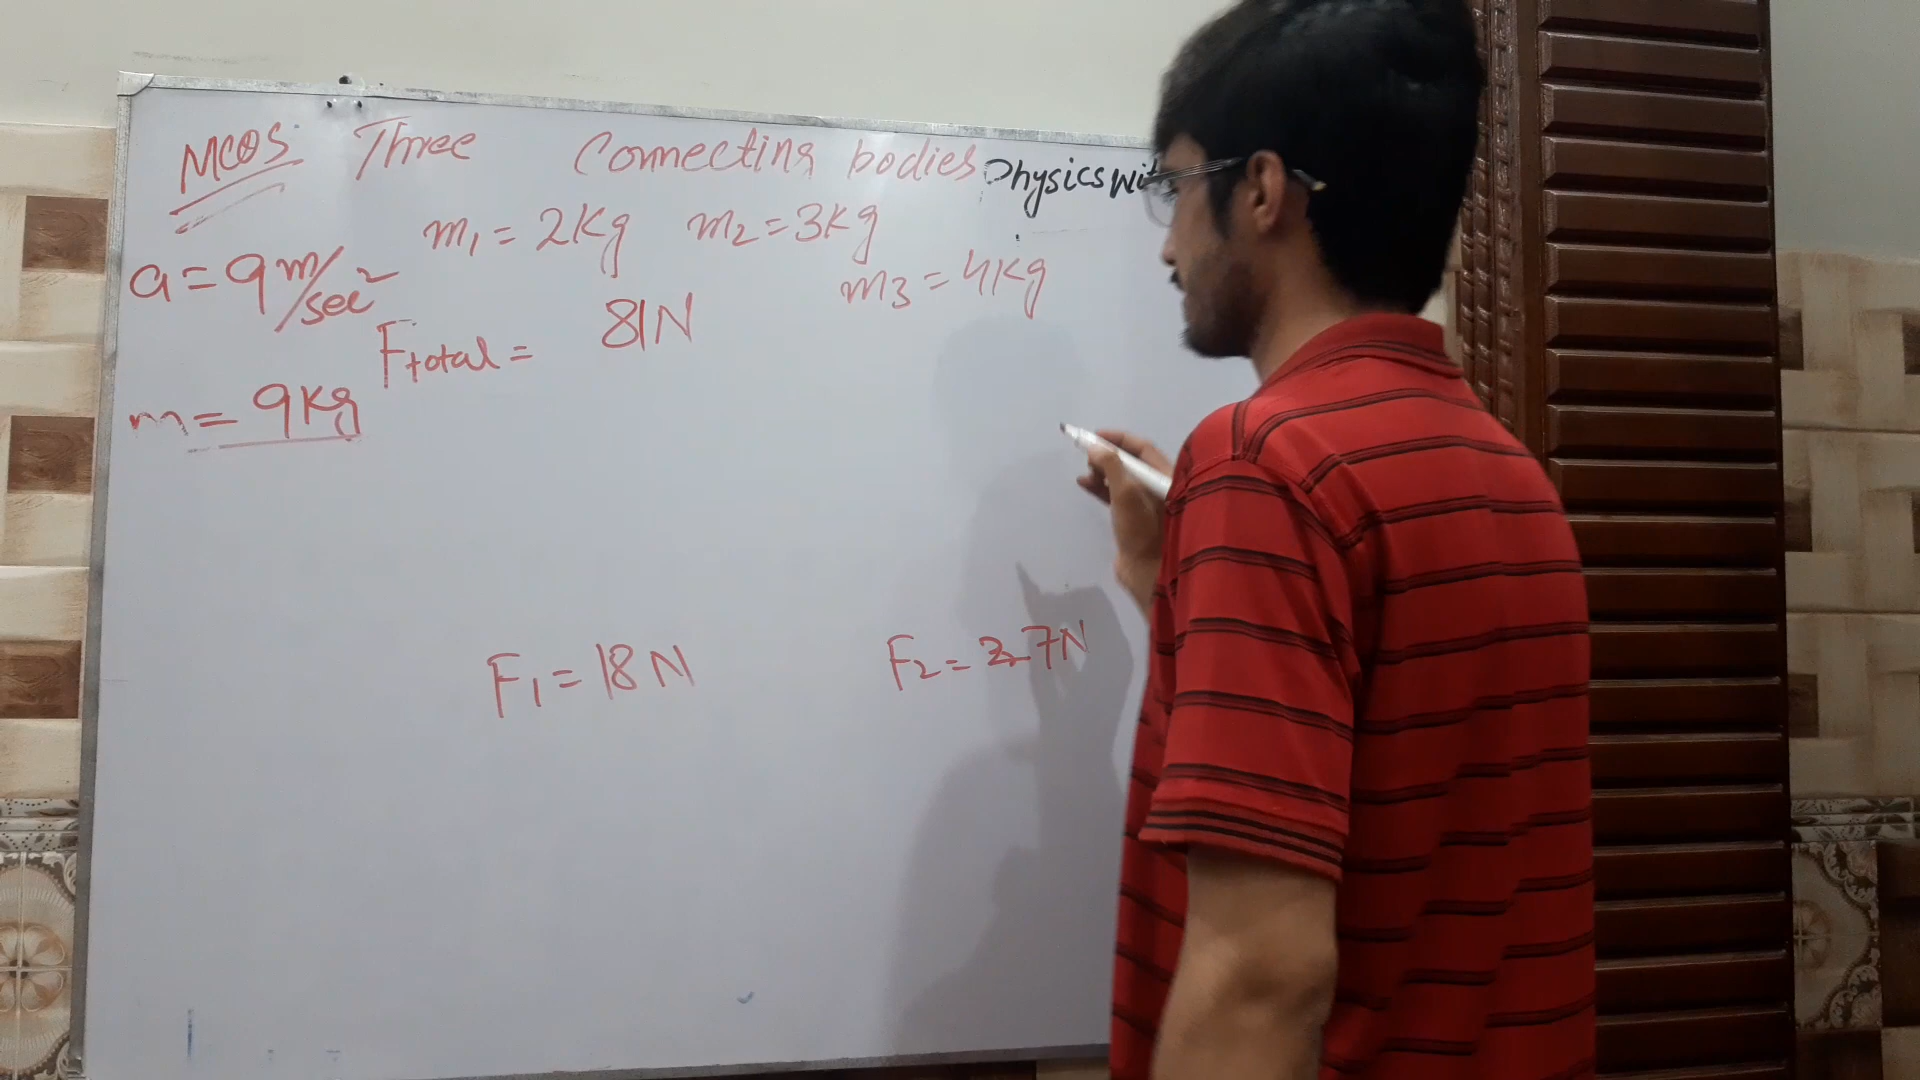 MCQS Three Connecting bodies Physics wit
m1 = 2Kg m2 = 3Kg
a = 9 m/sec²
m3 = 4Kg
Ftotal = 81N
m = 9Kg
F1 = 18N F2 = 27N